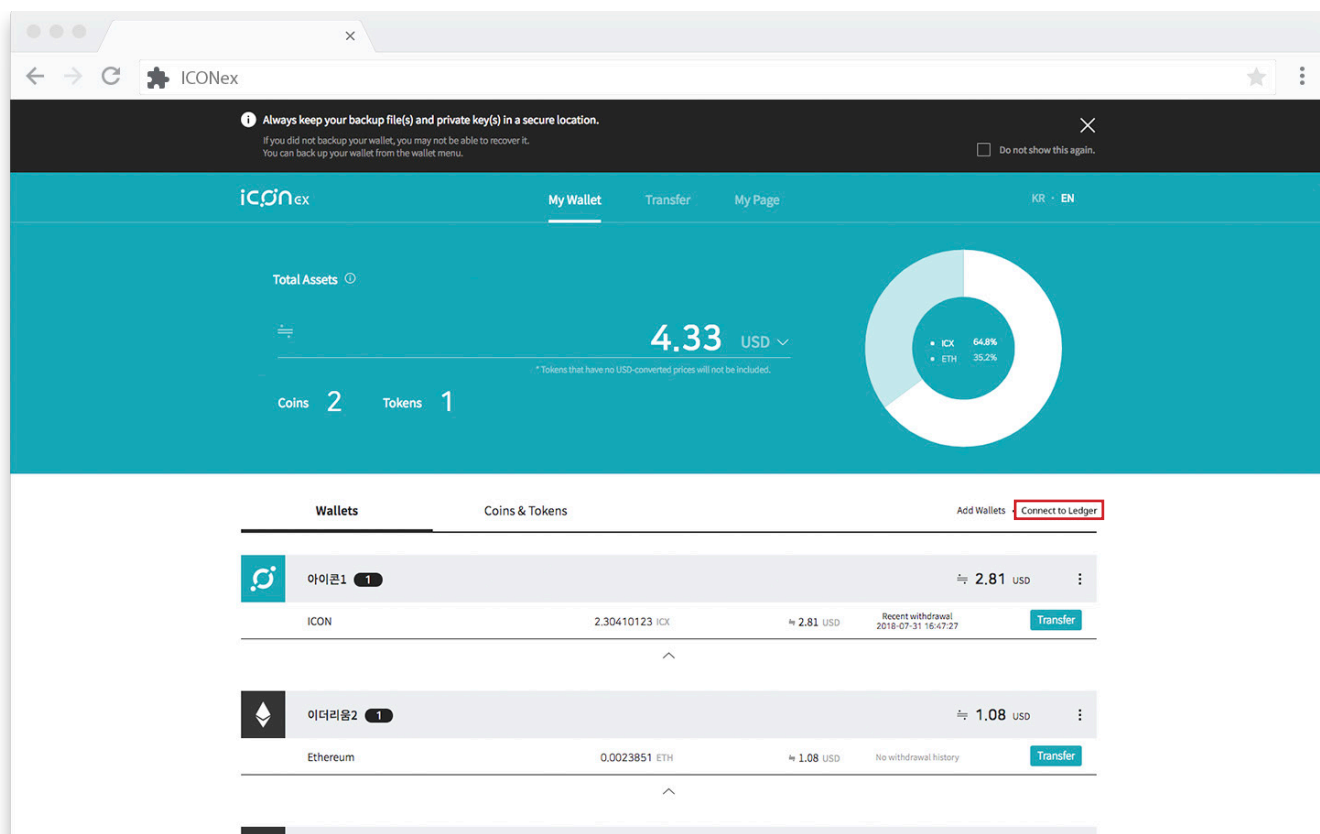 ICONex
Always keep your backup file(s) and private key(s) in a secure location.
If you did not backup your wallet, you may not be able to recover it.
You can back up your wallet from the wallet menu.
Do not show this again.
iconex
My Wallet Transfer My Page
KR · EN
Total Assets
≒ 4.33 USD
* Tokens that have no USD-converted prices will not be included.
Coins 2 Tokens 1
ICX 64.8%
ETH 35.2%
Wallets Coins & Tokens Add Wallets · Connect to Ledger
아이콘1 1 ≒ 2.81 USD
ICON 2.30410123 ICX ≒ 2.81 USD Recent withdrawal
2018-07-31 16:47:27
Transfer
이더리움2 1 ≒ 1.08 USD
Ethereum 0.0023851 ETH ≒ 1.08 USD No withdrawal history Transfer